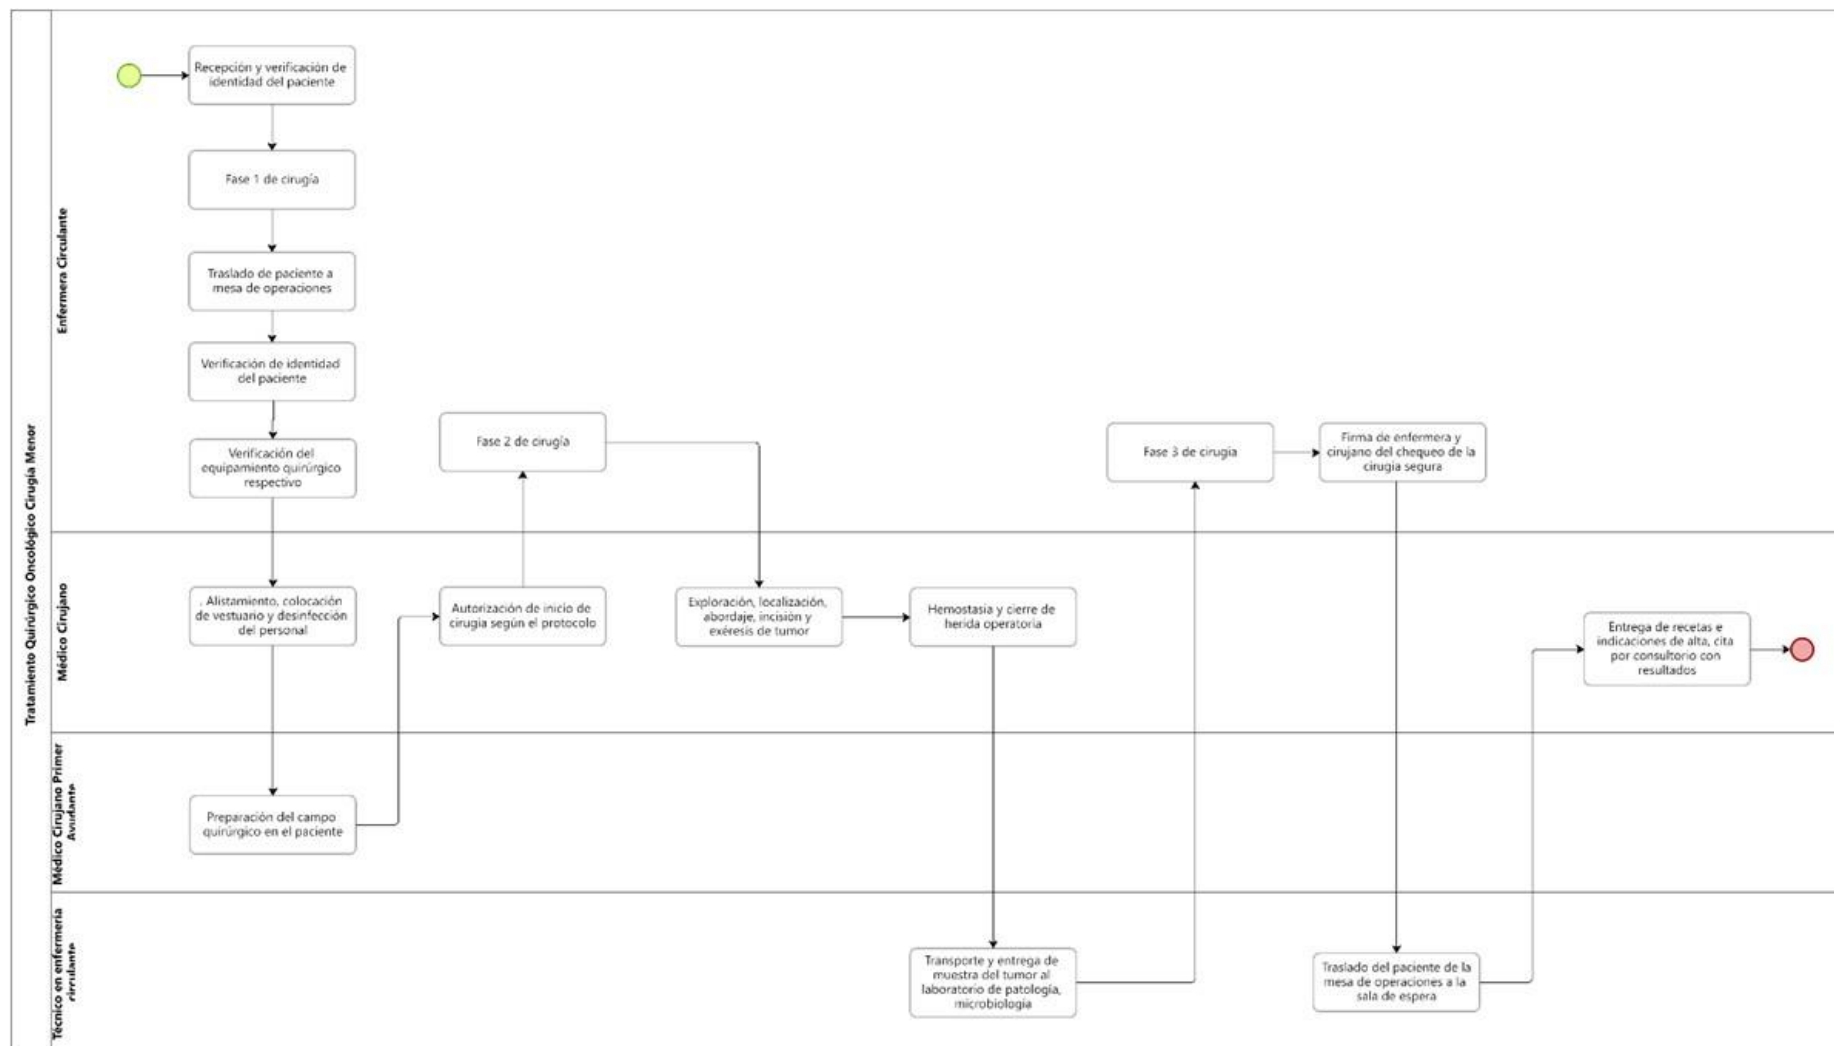 Tratamiento Quirúrgico Oncológico Cirugía Menor
Enfermera Circulante
Recepción y verificación de
identidad del paciente
Fase 1 de cirugía
Traslado de paciente a
mesa de operaciones
Verificación de identidad
del paciente
Verificación del
equipamiento quirúrgico
respectivo
Fase 2 de cirugía
Fase 3 de cirugía
Firma de enfermera y
cirujano del chequeo de la
cirugía segura
Médico Cirujano
. Alistamiento, colocación
de vestuario y desinfección
del personal
Autorización de inicio de
cirugía según el protocolo
Exploración, localización,
abordaje, incisión y
exéresis de tumor
Hemostasia y cierre de
herida operatoria
Entrega de recetas e
indicaciones de alta, cita
por consultorio con
resultados
Médico Cirujano Primer
Ayudante
Preparación del campo
quirúrgico en el paciente
Técnico en enfermería
circulante
Transporte y entrega de
muestra del tumor al
laboratorio de patología,
microbiología
Traslado del paciente de la
mesa de operaciones a la
sala de espera